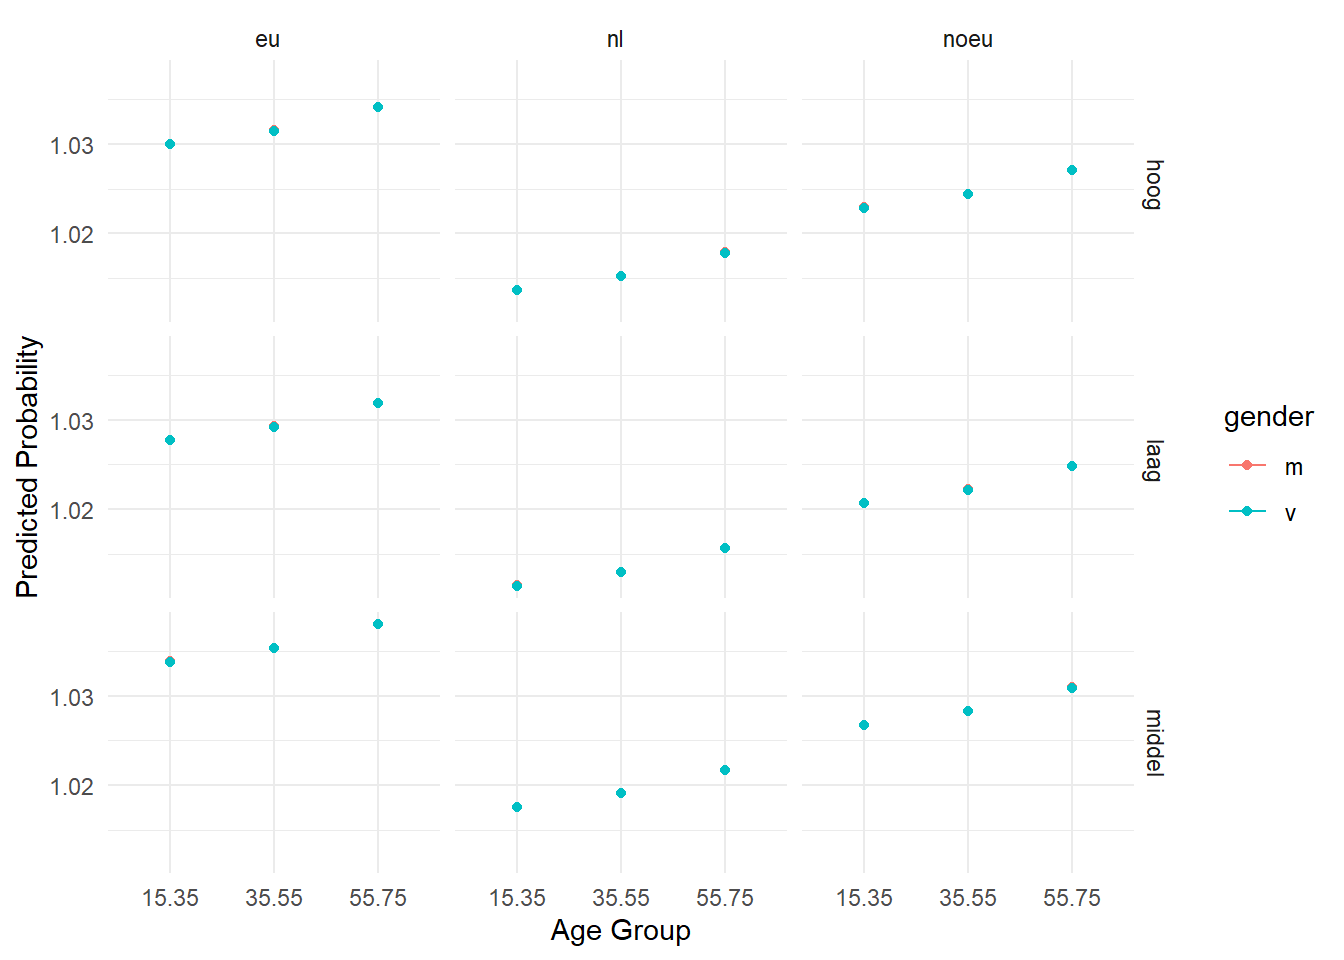 eu nl noeu
1.03
1.02
hoog
1.03
1.02
laag
1.03
1.02
middel
15.35 35.55 55.75 15.35 35.55 55.75 15.35 35.55 55.75
Age Group
Predicted Probability
gender
m
v